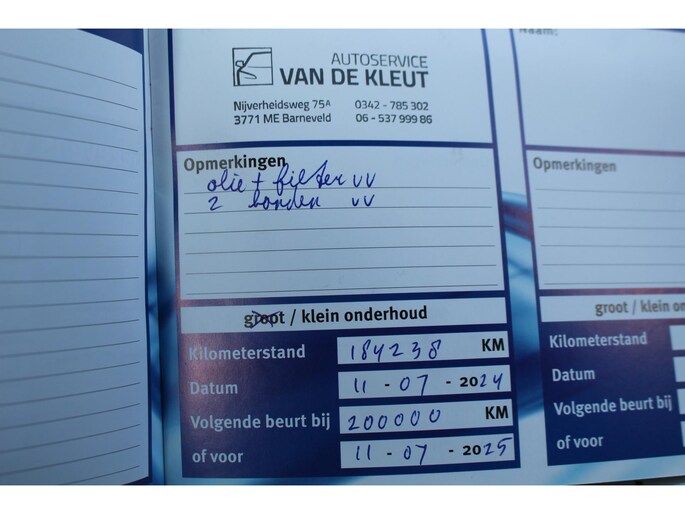 AUTOSERVICE
VAN DE KLEUT
Nijverheidsweg 75A 0342 - 785 302
3771 ME Barneveld 06 - 537 999 86
Opmerkingen
olie + filter vv
2 banden vv
groot / klein onderhoud
Kilometerstand 184238 KM
Datum 11 - 07 - 2024
Volgende beurt bij 200000 KM
of voor 11 - 07 - 2025
Naam:
Opmerkingen
groot / klein on
Kilometerstand
Datum
Volgende beurt bij
of voor